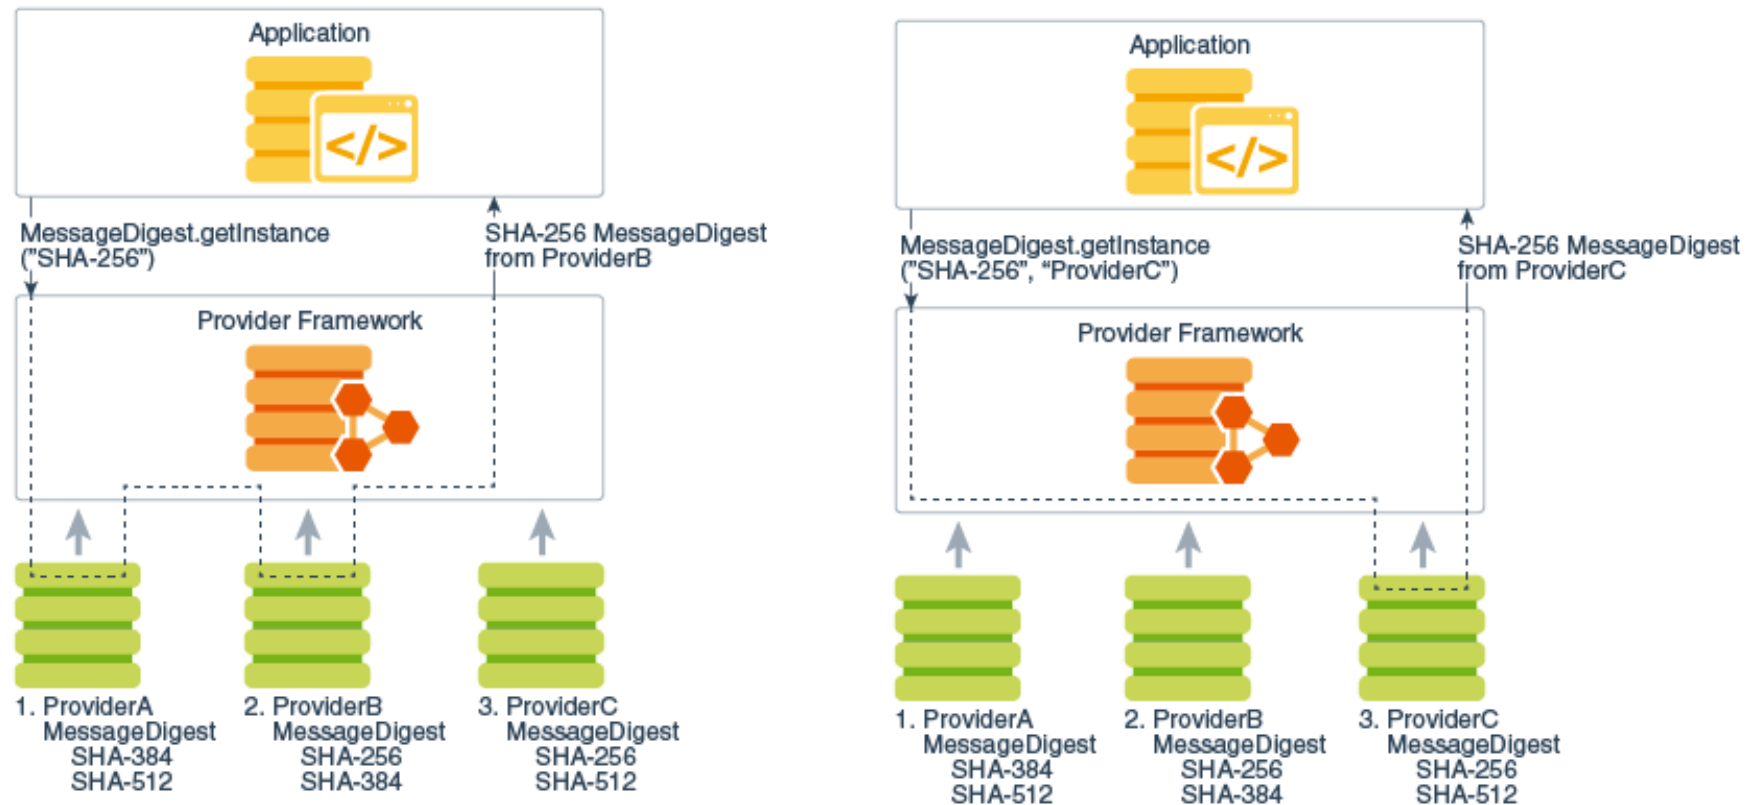 Application
</>
MessageDigest.getInstance
("SHA-256")
SHA-256 MessageDigest
from ProviderB
Provider Framework
1. ProviderA
MessageDigest
SHA-384
SHA-512
2. ProviderB
MessageDigest
SHA-256
SHA-384
3. ProviderC
MessageDigest
SHA-256
SHA-512
Application
</>
MessageDigest.getInstance
("SHA-256", “ProviderC”)
SHA-256 MessageDigest
from ProviderC
Provider Framework
1. ProviderA
MessageDigest
SHA-384
SHA-512
2. ProviderB
MessageDigest
SHA-256
SHA-384
3. ProviderC
MessageDigest
SHA-256
SHA-512